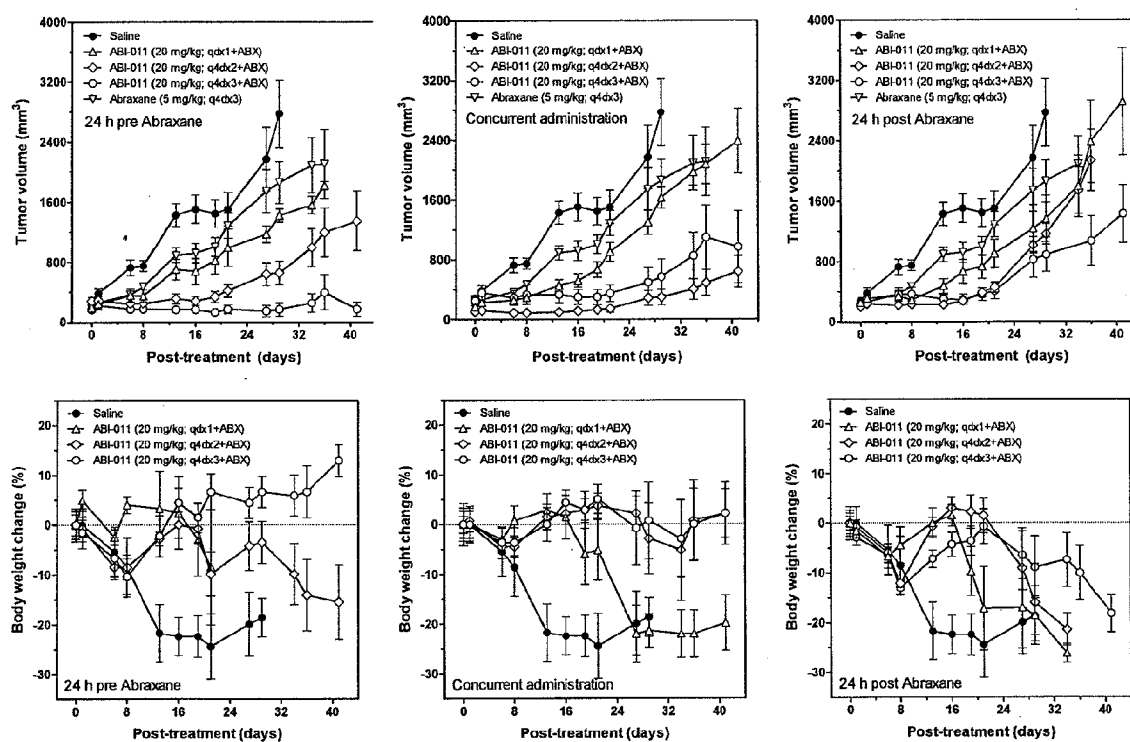 4000
3200
2400
1600
800
0
Tumor volume (mm³)
Saline
ABI-011 (20 mg/kg; qdx1+ABX)
ABI-011 (20 mg/kg; q4dx2+ABX)
ABI-011 (20 mg/kg; q4dx3+ABX)
Abraxane (5 mg/kg; q4dx3)
24 h pre Abraxane
0 8 16 24 32 40
Post-treatment (days)
4000
3200
2400
1600
800
0
Tumor volume (mm³)
Saline
ABI-011 (20 mg/kg; qdx1+ABX)
ABI-011 (20 mg/kg; q4dx2+ABX)
ABI-011 (20 mg/kg; q4dx3+ABX)
Abraxane (5 mg/kg; q4dx3)
Concurrent administration
0 8 16 24 32 40
Post-treatment (days)
4000
3200
2400
1600
800
0
Tumor volume (mm³)
Saline
ABI-011 (20 mg/kg; qdx1+ABX)
ABI-011 (20 mg/kg; q4dx2+ABX)
ABI-011 (20 mg/kg; q4dx3+ABX)
Abraxane (5 mg/kg; q4dx3)
24 h post Abraxane
0 8 16 24 32 40
Post-treatment (days)
20
10
0
-10
-20
-30
Body weight change (%)
Saline
ABI-011 (20 mg/kg; qdx1+ABX)
ABI-011 (20 mg/kg; q4dx2+ABX)
ABI-011 (20 mg/kg; q4dx3+ABX)
24 h pre Abraxane
0 8 16 24 32 40
Post-treatment (days)
20
10
0
-10
-20
-30
Body weight change (%)
Saline
ABI-011 (20 mg/kg; qdx1+ABX)
ABI-011 (20 mg/kg; q4dx2+ABX)
ABI-011 (20 mg/kg; q4dx3+ABX)
Concurrent administration
0 8 16 24 32 40
Post-treatment (days)
20
10
0
-10
-20
-30
Body weight change (%)
Saline
ABI-011 (20 mg/kg; qdx1+ABX)
ABI-011 (20 mg/kg; q4dx2+ABX)
ABI-011 (20 mg/kg; q4dx3+ABX)
24 h post Abraxane
0 8 16 24 32 40
Post-treatment (days)